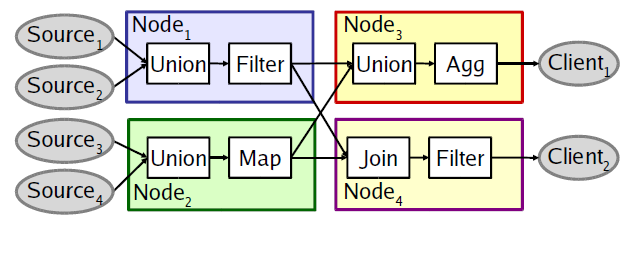 Source1
Source2
Source3
Source4
Node1
Union Filter
Union Map
Node2
Node3
Union Agg
Join Filter
Node4
Client1
Client2